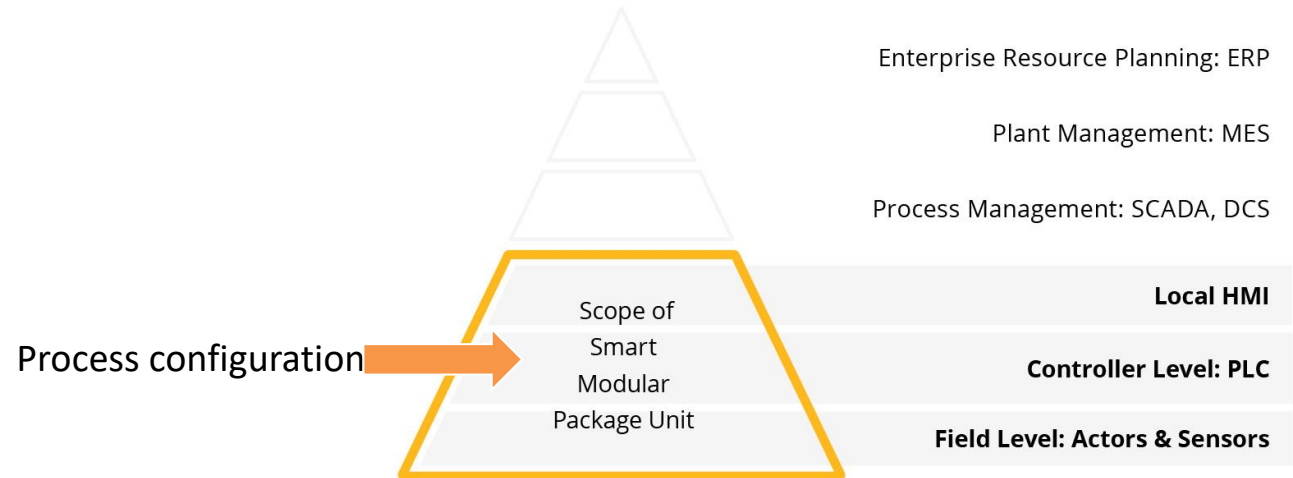 Enterprise Resource Planning: ERP
Plant Management: MES
Process Management: SCADA, DCS
Local HMI
Scope of
Smart
Modular
Package Unit
Process configuration
Controller Level: PLC
Field Level: Actors & Sensors